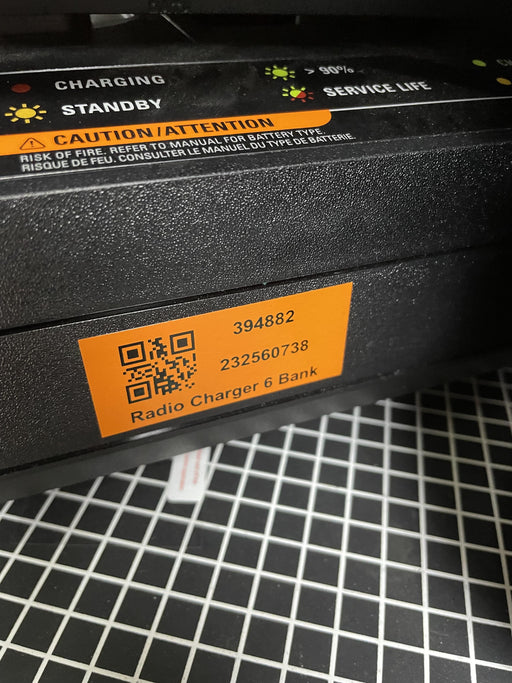 CHARGING
STANDBY
> 90%
SERVICE LIFE
CAUTION/ATTENTION
RISK OF FIRE. REFER TO MANUAL FOR BATTERY TYPE.
RISQUE DE FEU. CONSULTER LE MANUEL DU TYPE DE BATTERIE.
394882
232560738
Radio Charger 6 Bank